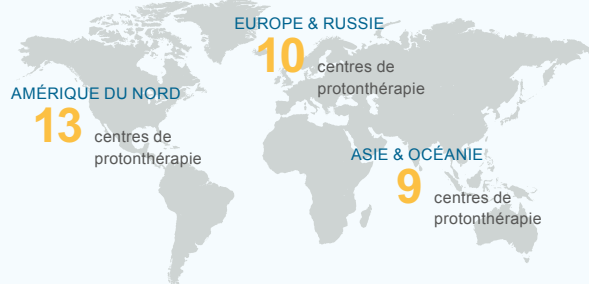 EUROPE & RUSSIE
10 centres de
protonthérapie
AMÉRIQUE DU NORD
13 centres de
protonthérapie
ASIE & OCÉANIE
9 centres de
protonthérapie